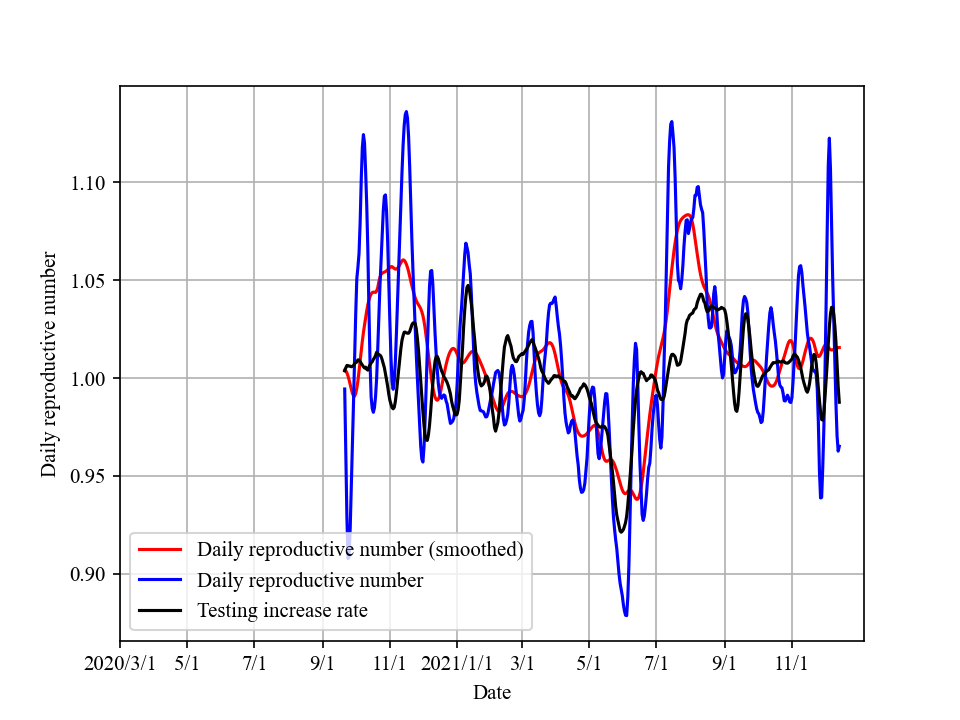 Daily reproductive number
1.10
1.05
1.00
0.95
0.90
Daily reproductive number (smoothed)
Daily reproductive number
Testing increase rate
2020/3/1 5/1 7/1 9/1 11/1 2021/1/1 3/1 5/1 7/1 9/1 11/1
Date